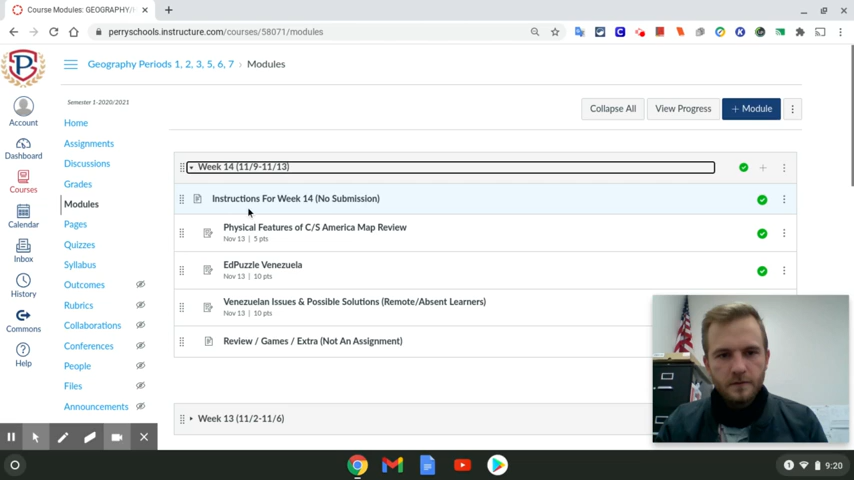 Course Modules: GEOGRAPHY/
perryschools.instructure.com/courses/58071/modules
Geography Periods 1, 2, 3, 5, 6, 7 › Modules
Semester 1-2020/2021
Collapse All
View Progress
+ Module
Account
Dashboard
Courses
Calendar
Inbox
History
Commons
Help
Home
Assignments
Discussions
Grades
Modules
Pages
Quizzes
Syllabus
Outcomes
Rubrics
Collaborations
Conferences
People
Files
Announcements
Week 14 (11/9-11/13)
Instructions For Week 14 (No Submission)
Physical Features of C/S America Map Review
Nov 13 | 5 pts
EdPuzzle Venezuela
Nov 13 | 10 pts
Venezuelan Issues & Possible Solutions (Remote/Absent Learners)
Nov 13 | 10 pts
Review / Games / Extra (Not An Assignment)
Week 13 (11/2-11/6)
1
9:20